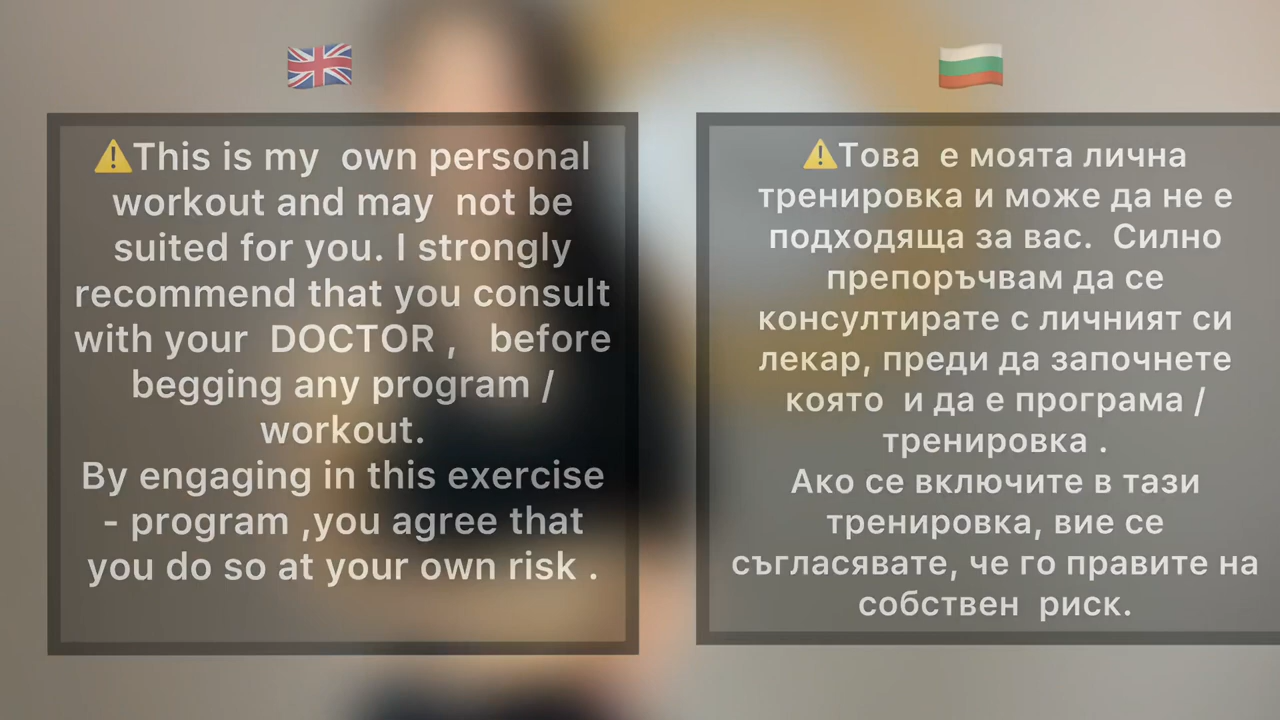 ⚠️This is my own personal
workout and may not be
suited for you. I strongly
recommend that you consult
with your DOCTOR , before
begging any program /
workout.
By engaging in this exercise
- program ,you agree that
you do so at your own risk .
⚠️Това е моята лична
тренировка и може да не е
подходяща за вас. Силно
препоръчвам да се
консултирате с личният си
лекар, преди да започнете
която и да е програма /
тренировка .
Ако се включите в тази
тренировка, вие се
съгласявате, че го правите на
собствен риск.